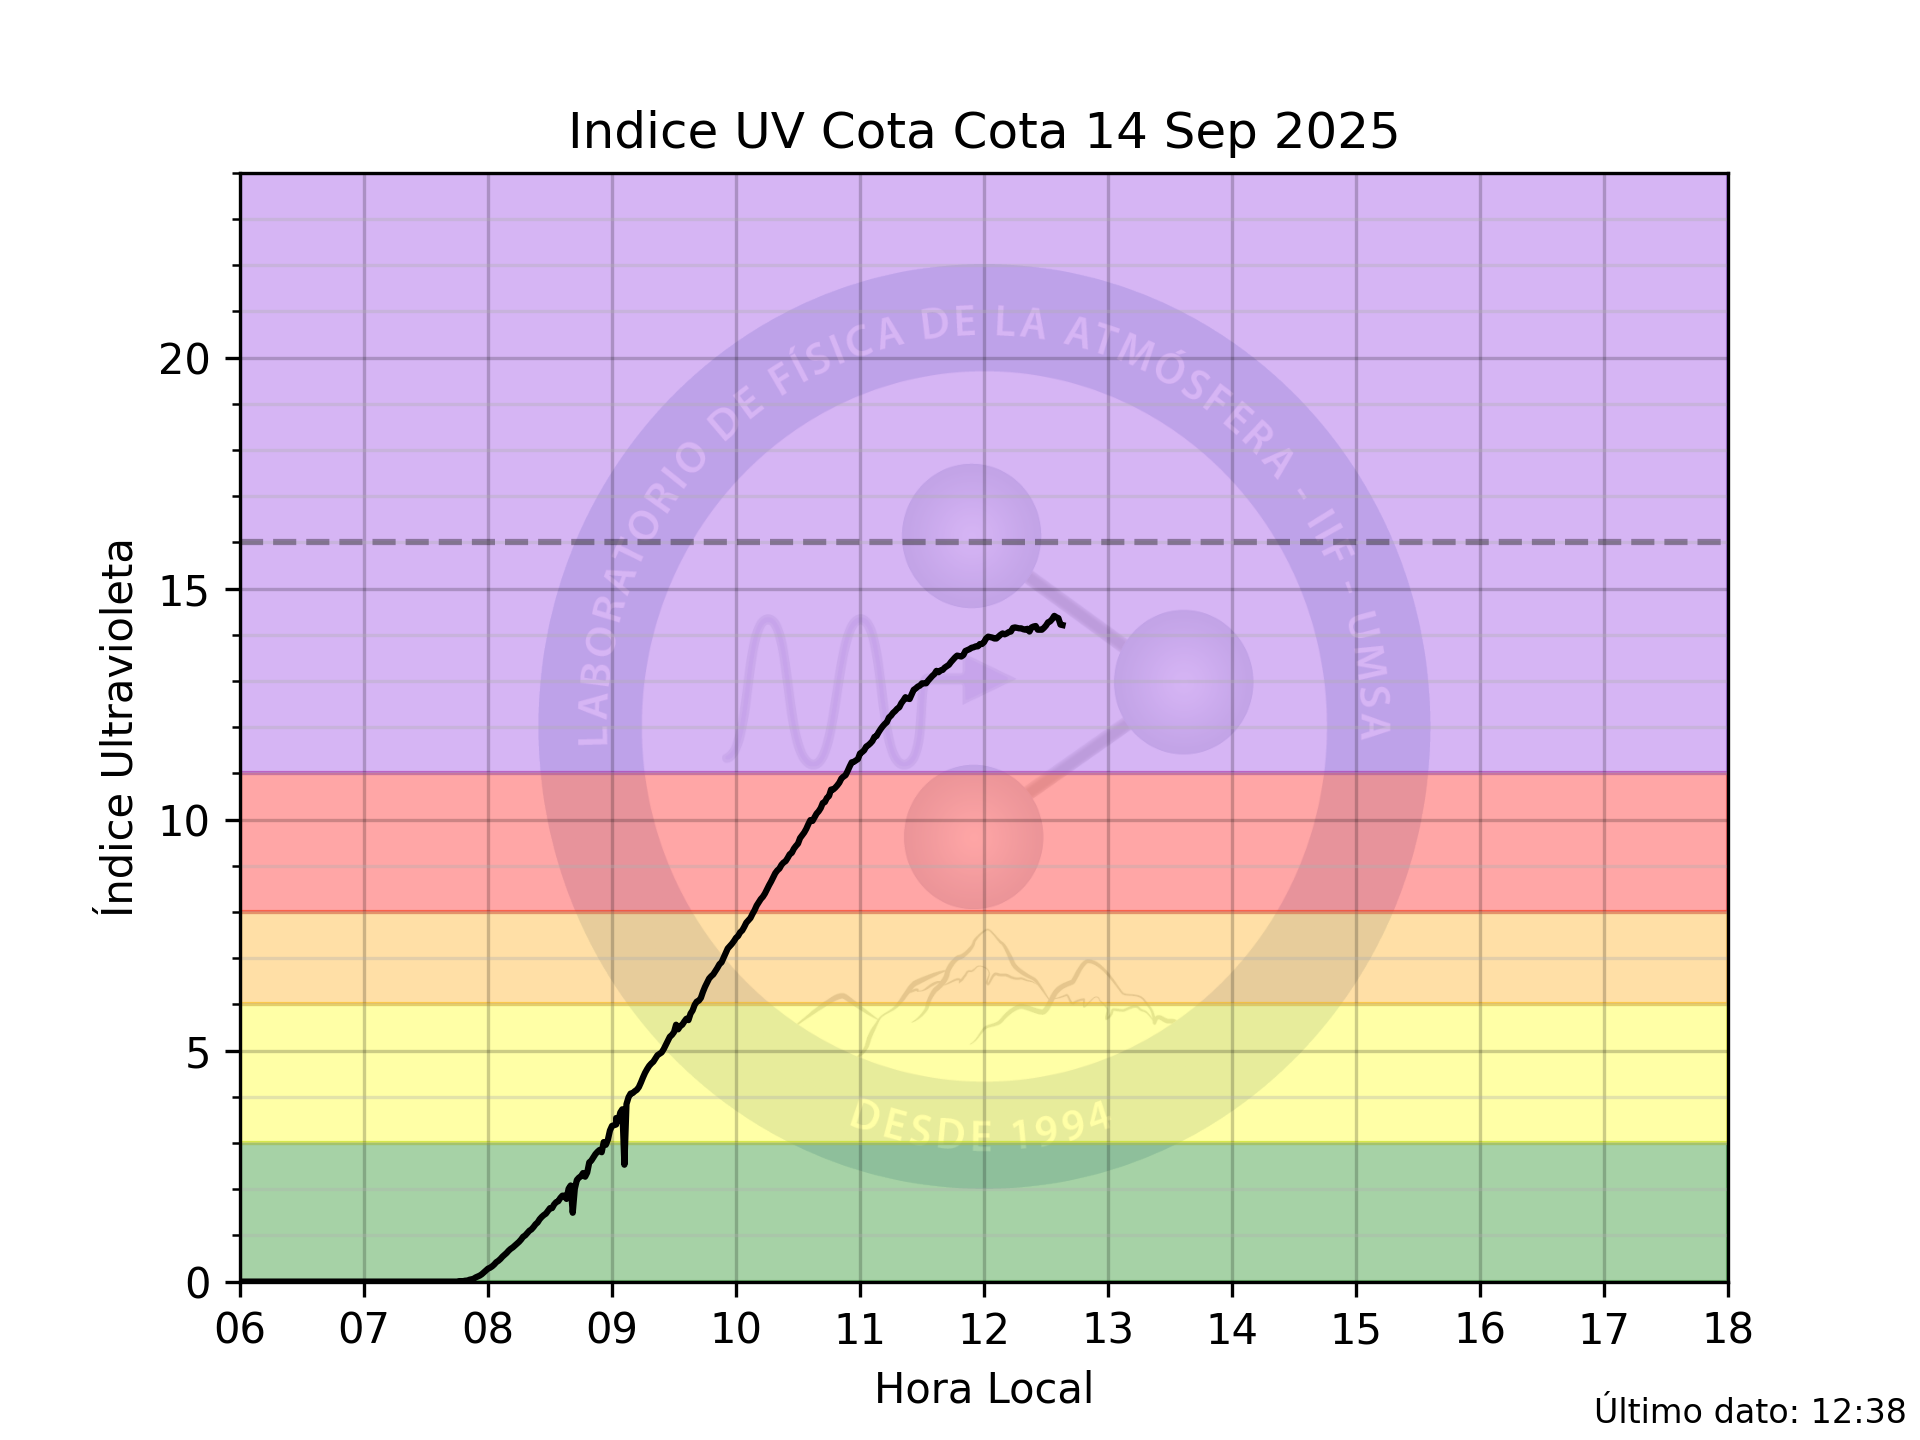 Indice UV Cota Cota 14 Sep 2025
LABORATORIO DE FÍSICA DE LA ATMÓSFERA - IIF - UMSA
DESDE 1994
Índice Ultravioleta
20
15
10
5
0
06 07 08 09 10 11 12 13 14 15 16 17 18
Hora Local
Último dato: 12:38